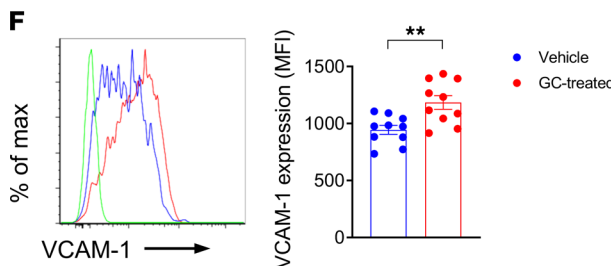 F
% of max
VCAM-1
VCAM-1 expression (MFI)
1500
1000
500
0
**
Vehicle
GC-treated